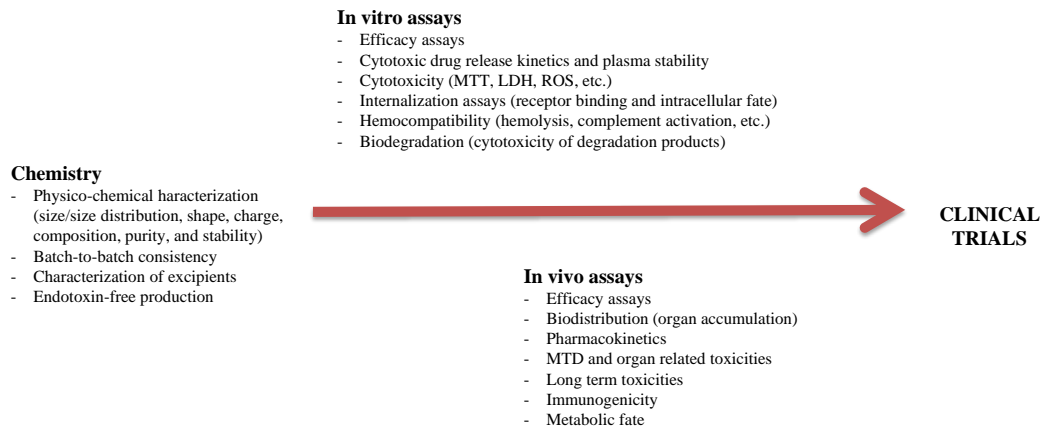 In vitro assays
- Efficacy assays
- Cytotoxic drug release kinetics and plasma stability
- Cytotoxicity (MTT, LDH, ROS, etc.)
- Internalization assays (receptor binding and intracellular fate)
- Hemocompatibility (hemolysis, complement activation, etc.)
- Biodegradation (cytotoxicity of degradation products)
Chemistry
- Physico-chemical haracterization
(size/size distribution, shape, charge,
composition, purity, and stability)
- Batch-to-batch consistency
- Characterization of excipients
- Endotoxin-free production
CLINICAL
TRIALS
In vivo assays
- Efficacy assays
- Biodistribution (organ accumulation)
- Pharmacokinetics
- MTD and organ related toxicities
- Long term toxicities
- Immunogenicity
- Metabolic fate